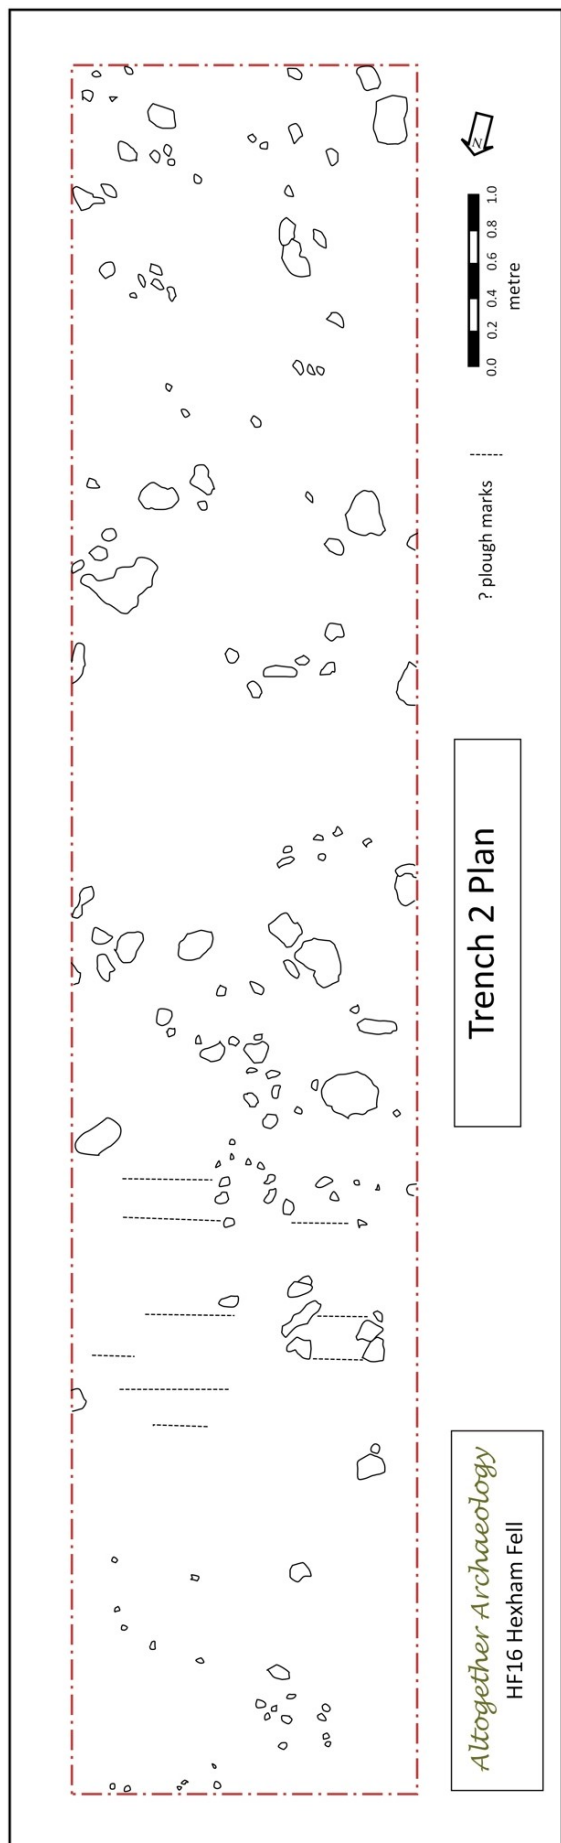 Altogether Archaeology
HF16 Hexham Fell
Trench 2 Plan
? plough marks
0.0 0.2 0.4 0.6 0.8 1.0
metre
N